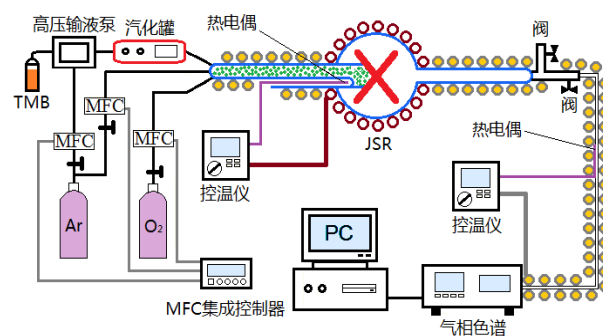 高压输液泵
汽化罐
热电偶
阀
TMB
MFC
阀
MFC
MFC
JSR
热电偶
控温仪
控温仪
Ar
O₂
PC
MFC集成控制器
气相色谱